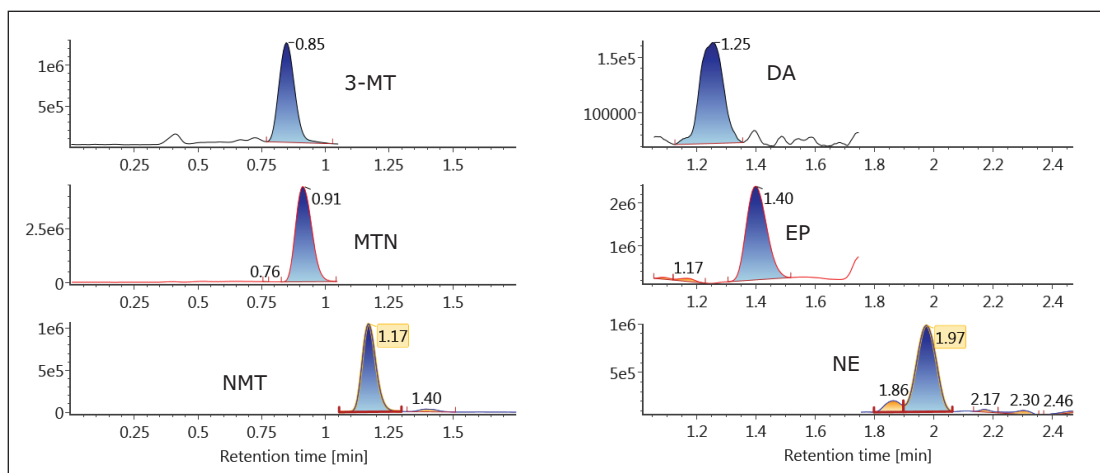 1e6
5e5
0.85
3-MT
0.25 0.5 0.75 1 1.25 1.5
2.5e6
0
0.76
0.91
MTN
0.25 0.5 0.75 1 1.25 1.5
1e6
5e5
0
1.17
NMT
1.40
0.25 0.5 0.75 1 1.25 1.5
Retention time [min]
1.5e5
100000
1.25
DA
1.2 1.4 1.6 1.8 2 2.2 2.4
2e6
1e6
1.17
1.40
EP
1.2 1.4 1.6 1.8 2 2.2 2.4
1e6
5e5
NE
1.86
1.97
2.17
2.30
2.46
1.2 1.4 1.6 1.8 2 2.2 2.4
Retention time [min]